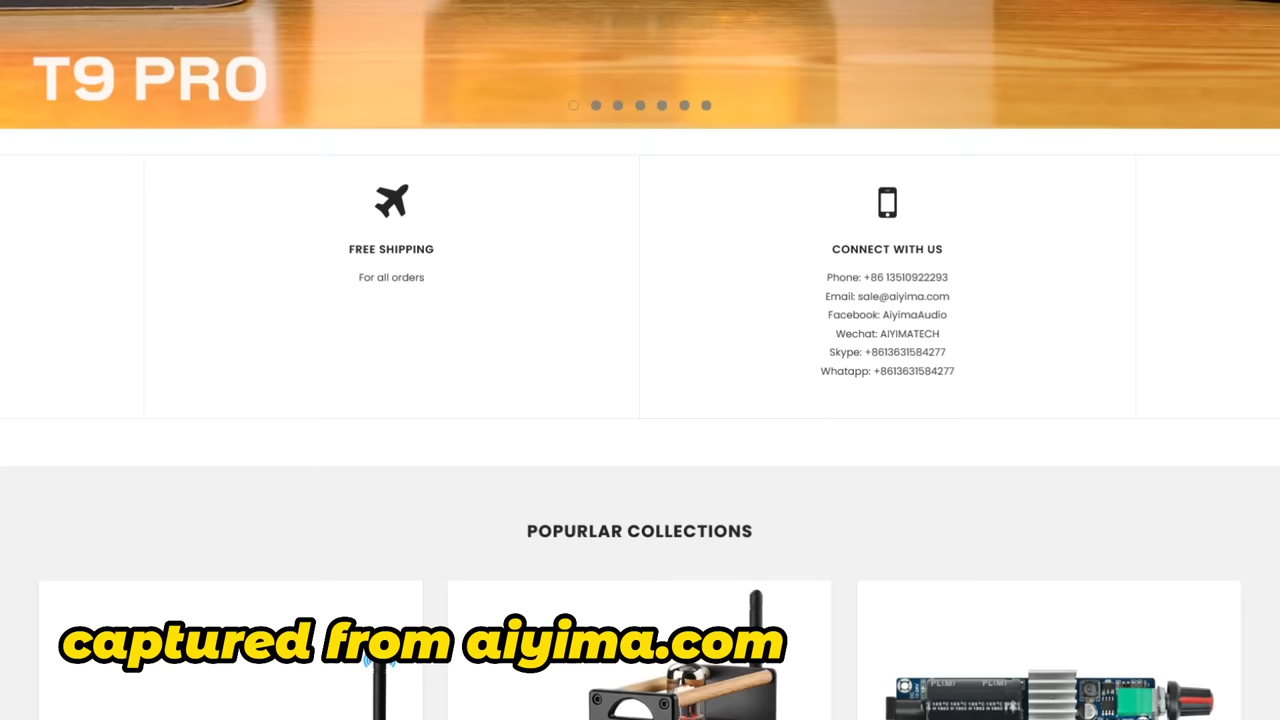 T9 PRO
FREE SHIPPING
For all orders
CONNECT WITH US
Phone: +86 13510922293
Email: sale@aiyima.com
Facebook: AiyimaAudio
Wechat: AIYIMATECH
Skype: +8613631584277
Whatapp: +8613631584277
POPURLAR COLLECTIONS
captured from aiyima.com